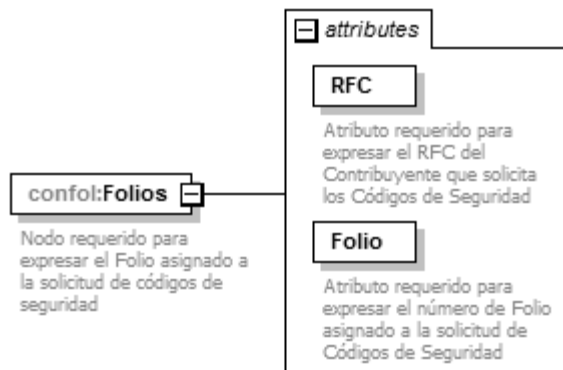 attributes
RFC
Atributo requerido para
expresar el RFC del
Contribuyente que solicita
los Códigos de Seguridad
confol:Folios
Nodo requerido para
expresar el Folio asignado a
la solicitud de códigos de
seguridad
Folio
Atributo requerido para
expresar el número de Folio
asignado a la solicitud de
Códigos de Seguridad